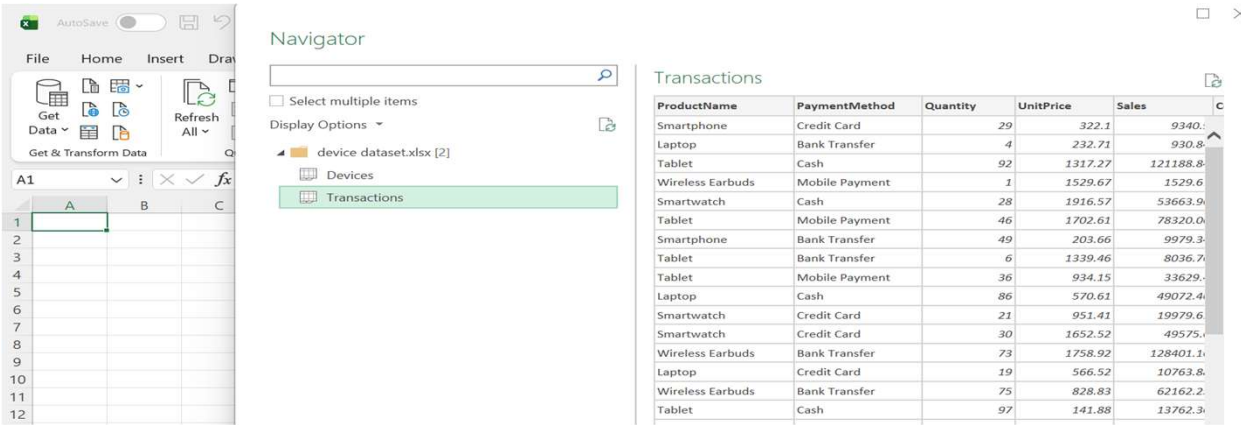 AutoSave
File Home Insert
Get Data
Refresh All
Get & Transform Data
A1 fx
A B C
1
2
3
4
5
6
7
8
9
10
11
12
Navigator
Select multiple items
Display Options
device dataset.xlsx [2]
Devices
Transactions
Transactions
ProductName PaymentMethod Quantity UnitPrice Sales
Smartphone Credit Card 29 322.1
Laptop Bank Transfer 4 232.71
Tablet Cash 92 1317.27
Wireless Earbuds Mobile Payment 1 1529.67
Smartwatch Cash 28 1916.57
Tablet Mobile Payment 46 1702.61
Smartphone Bank Transfer 49 203.66
Tablet Bank Transfer 6 1339.46
Tablet Mobile Payment 36 934.15
Laptop Cash 86 570.61
Smartwatch Credit Card 21 951.41
Smartwatch Credit Card 30 1652.52
Wireless Earbuds Bank Transfer 73 1758.92
Laptop Credit Card 19 566.52
Wireless Earbuds Bank Transfer 75 828.83
Tablet Cash 97 141.88